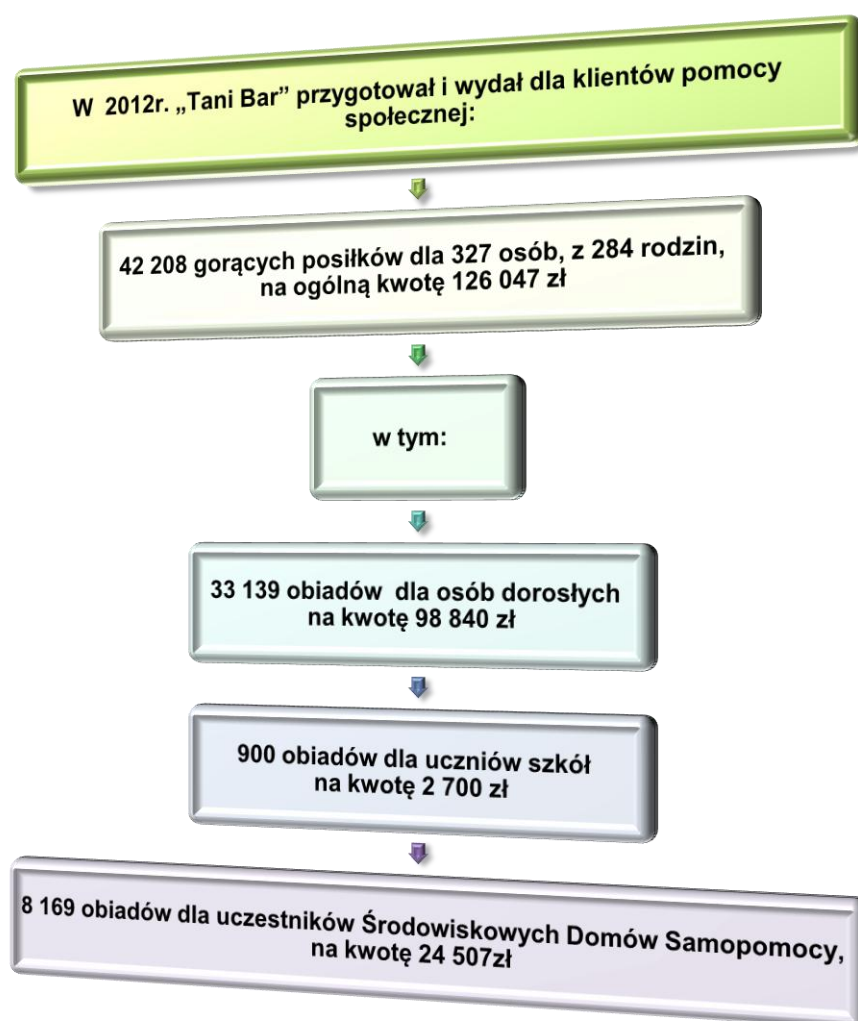 W 2012r. „Tani Bar” przygotował i wydał dla klientów pomocy
społecznej:
42 208 gorących posiłków dla 327 osób, z 284 rodzin,
na ogólną kwotę 126 047 zł
w tym:
33 139 obiadów dla osób dorosłych
na kwotę 98 840 zł
900 obiadów dla uczniów szkół
na kwotę 2 700 zł
8 169 obiadów dla uczestników Środowiskowych Domów Samopomocy,
na kwotę 24 507zł